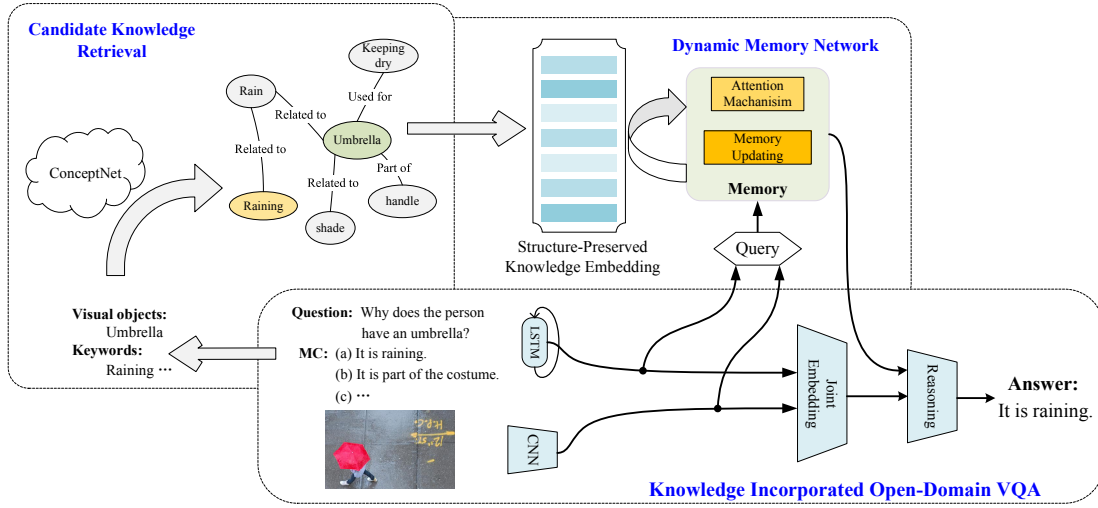 Candidate Knowledge
Retrieval
Keeping
dry
Used for
Rain
Related to
Umbrella
Related to
Part of
Related to
ConceptNet
Raining
shade
handle
Visual objects:
Umbrella
Keywords:
Raining ···
Structure-Preserved
Knowledge Embedding
Dynamic Memory Network
Attention
Machanisim
Memory
Updating
Memory
Query
Question: Why does the person
have an umbrella?
MC: (a) It is raining.
(b) It is part of the costume.
(c) ···
H.P.G.
12" ST.
LSTM
CNN
Joint
Embedding
Reasoning
Answer:
It is raining.
Knowledge Incorporated Open-Domain VQA